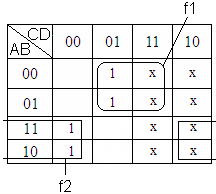 f1
CD
AB
00 01 11 10
00 1 x x
01 1 x x
11 1 x x
10 1 x x
f2